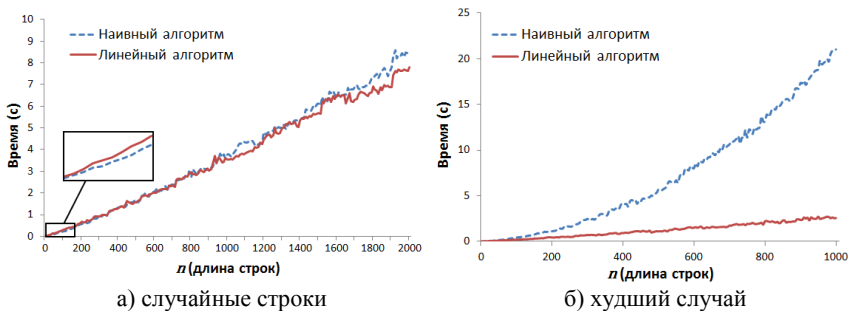 10
9
8
7
6
5
4
3
2
1
0
Время (с)
Наивный алгоритм
Линейный алгоритм
0 200 400 600 800 1000 1200 1400 1600 1800 2000
n (длина строк)
а) случайные строки
25
20
15
10
5
0
Время (с)
Наивный алгоритм
Линейный алгоритм
0 200 400 600 800 1000
n (длина строк)
б) худший случай